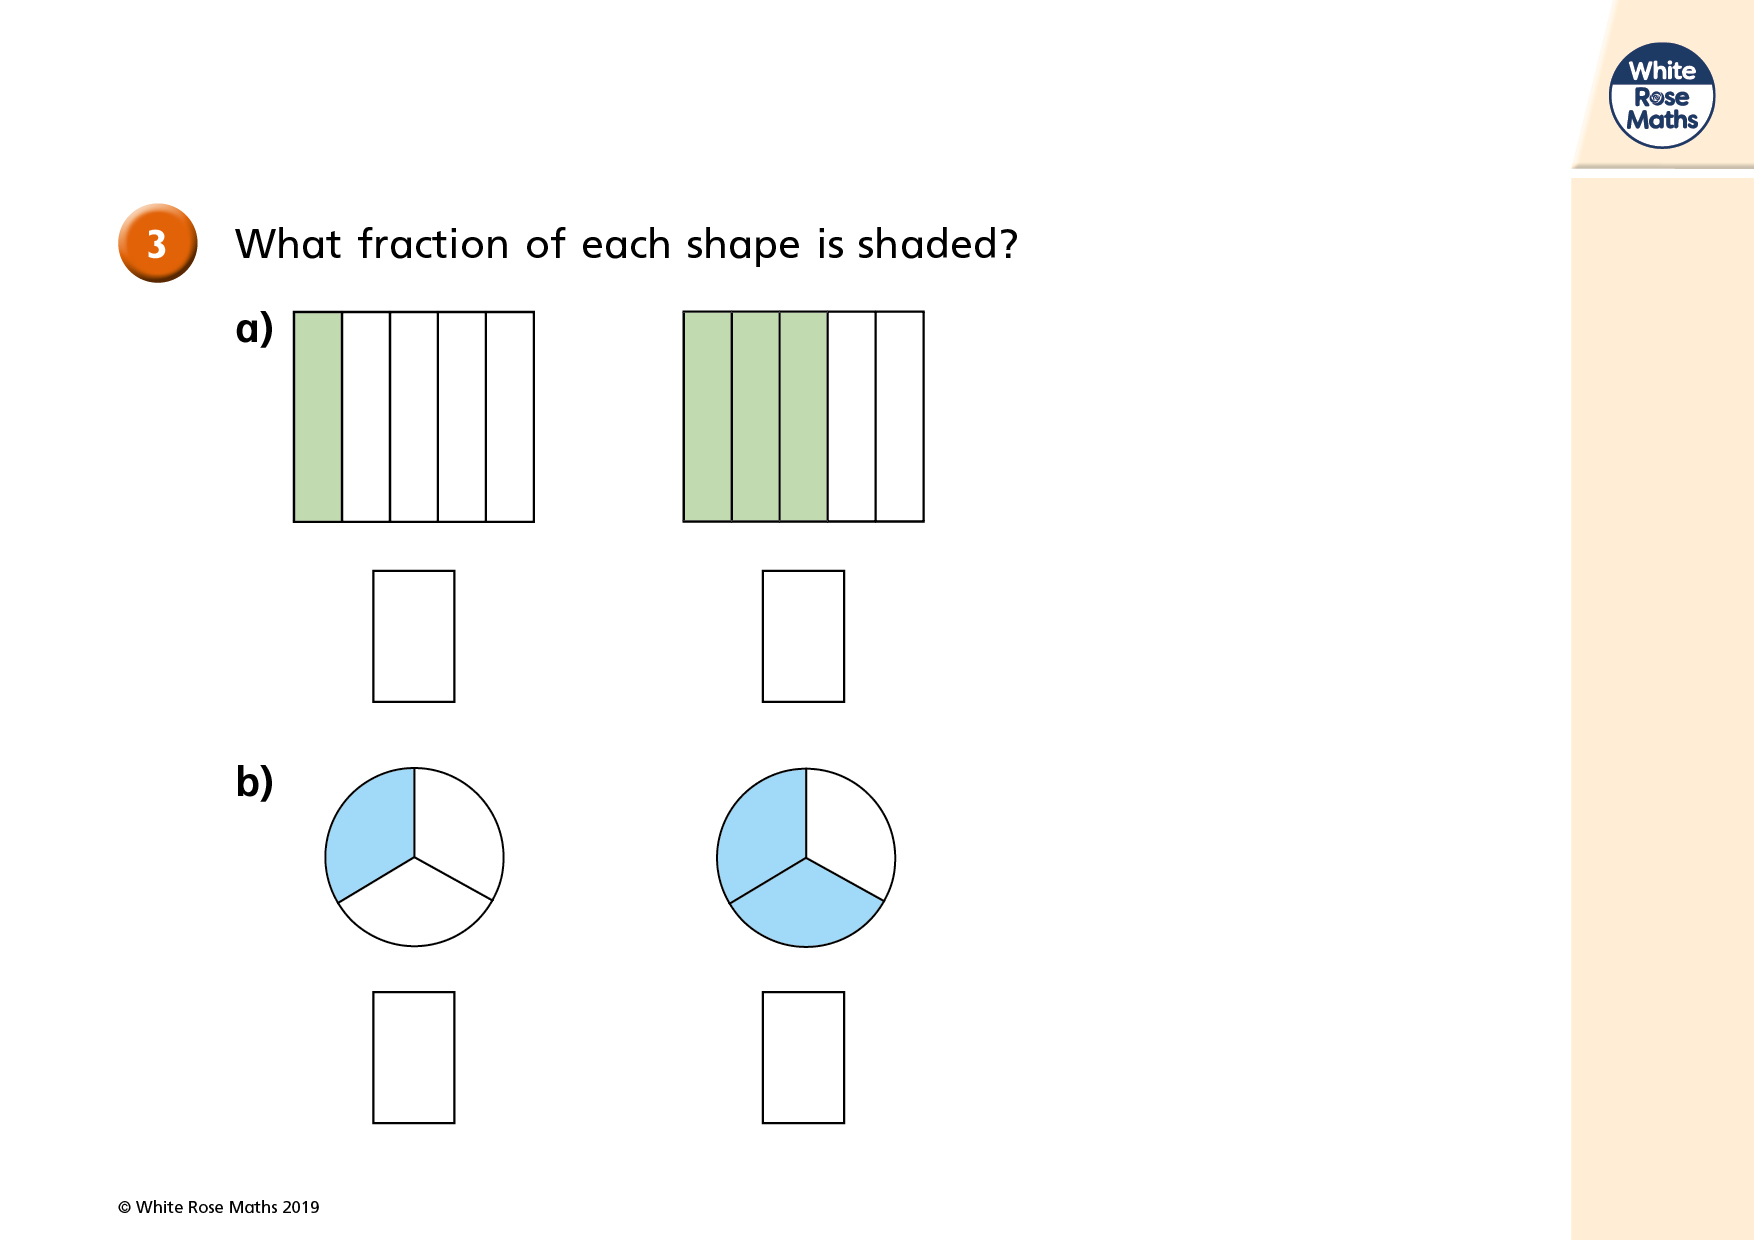 White
Rose
Maths
3 What fraction of each shape is shaded?
a)
b)
© White Rose Maths 2019